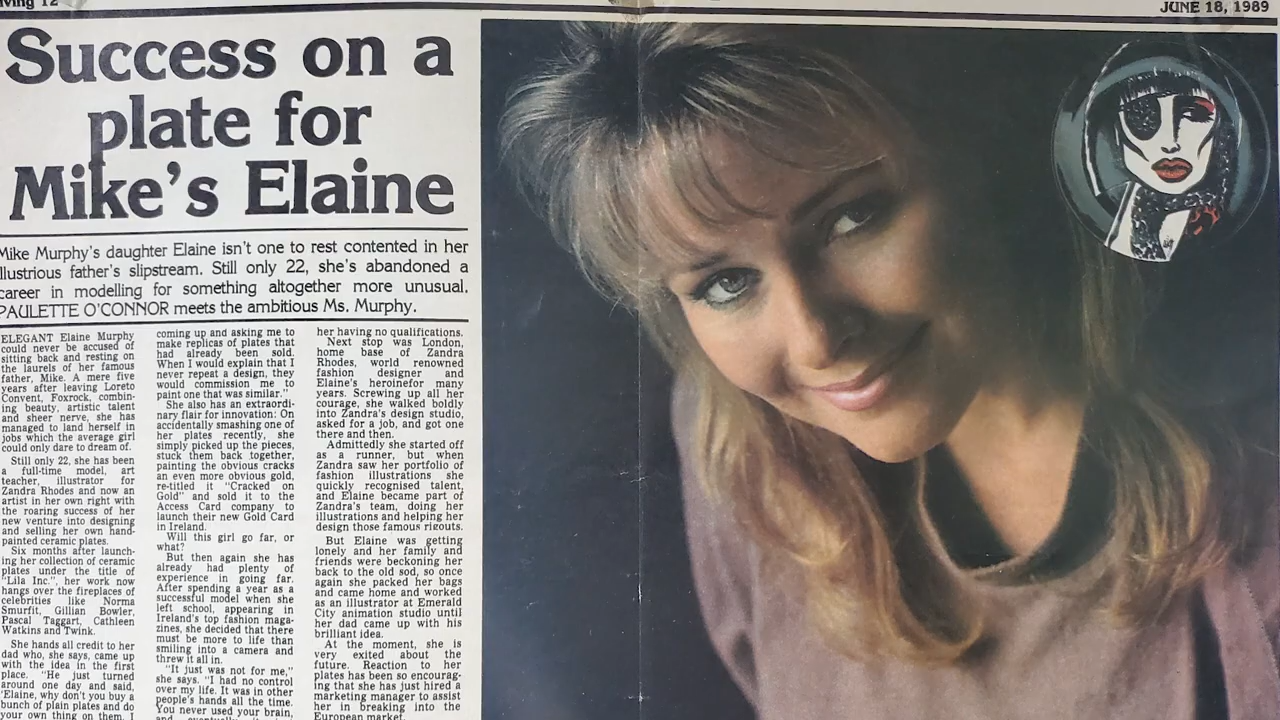 iving 12
JUNE 18, 1989
Success on a
plate for
Mike's Elaine
Mike Murphy's daughter Elaine isn't one to rest contented in her
illustrious father's slipstream. Still only 22, she's abandoned a
career in modelling for something altogether more unusual.
PAULETTE O'CONNOR meets the ambitious Ms. Murphy.
ELEGANT Elaine Murphy
could never be accused of
sitting back and resting on
the laurels of her famous
father, Mike. A mere five
years after leaving Loreto
Convent, Foxrock, combin-
ing beauty, artistic talent
and sheer nerve, she has
managed to land herself in
jobs which the average girl
could only dare to dream of.
Still only 22, she has been
a full-time model, art
teacher, illustrator for
Zandra Rhodes and now an
artist in her own right with
the roaring success of her
new venture into designing
and selling her own hand-
painted ceramic plates.
Six months after launch-
ing her collection of ceramic
plates under the title of
"Lila Inc.", her work now
hangs over the fireplaces of
celebrities like Norma
Smurfit, Gillian Bowler,
Pascal Taggart, Cathleen
Watkins and Twink.
She hands all credit to her
dad who, she says, came up
with the idea in the first
place. "He just turned
around one day and said,
'Elaine, why don't you buy a
bunch of plain plates and do
your own thing on them. I
coming up and asking me to
make replicas of plates that
had already been sold.
When I would explain that I
never repeat a design, they
would commission me to
paint one that was similar."
She also has an extraordi-
nary flair for innovation: On
accidentally smashing one of
her plates recently, she
simply picked up the pieces,
stuck them back together,
painting the obvious cracks
an even more obvious gold,
re-titled it "Cracked on
Gold" and sold it to the
Access Card company to
launch their new Gold Card
in Ireland.
Will this girl go far, or
what?
But then again she has
already had plenty of
experience in going far.
After spending a year as a
successful model when she
left school, appearing in
Ireland's top fashion maga-
zines, she decided that there
must be more to life than
smiling into a camera and
threw it all in.
"It just was not for me,"
she says. "I had no control
over my life. It was in other
people's hands all the time.
You never used your brain,
her having no qualifications.
Next stop was London,
home base of Zandra
Rhodes, world renowned
fashion designer and
Elaine's heroinefor many
years. Screwing up all her
courage, she walked boldly
into Zandra's design studio,
asked for a job, and got one
there and then.
Admittedly she started off
as a runner, but when
Zandra saw her portfolio of
fashion illustrations she
quickly recognised talent,
and Elaine became part of
Zandra's team, doing her
illustrations and helping her
design those famous rigouts.
But Elaine was getting
lonely and her family and
friends were beckoning her
back to the old sod, so once
again she packed her bags
and came home and worked
as an illustrator at Emerald
City animation studio until
her dad came up with his
brilliant idea.
At the moment, she is
very exited about the
future. Reaction to her
plates has been so encourag-
ing that she has just hired a
marketing manager to assist
her in breaking into the
European market.